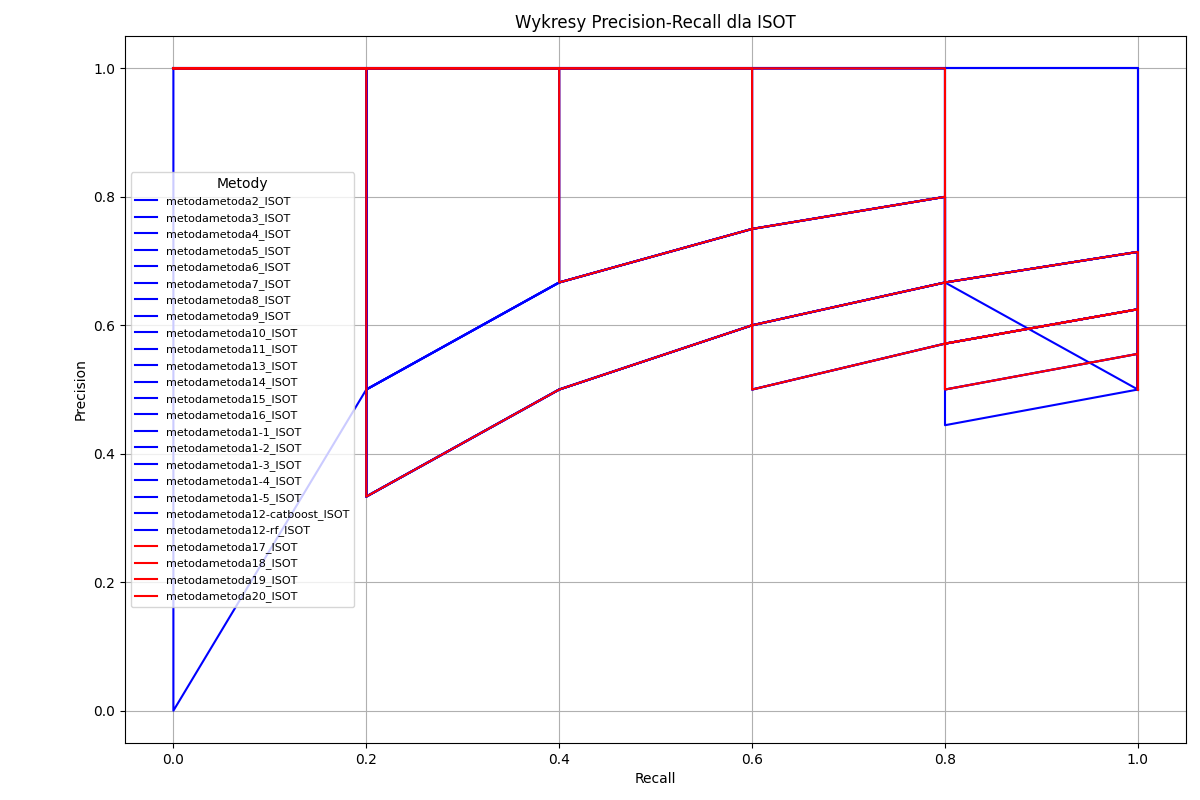 Wykresy Precision-Recall dla ISOT
1.0
0.8
0.6
0.4
0.2
0.0
Precision
Metody
metodametoda2_ISOT
metodametoda3_ISOT
metodametoda4_ISOT
metodametoda5_ISOT
metodametoda6_ISOT
metodametoda7_ISOT
metodametoda8_ISOT
metodametoda9_ISOT
metodametoda10_ISOT
metodametoda11_ISOT
metodametoda13_ISOT
metodametoda14_ISOT
metodametoda15_ISOT
metodametoda16_ISOT
metodametoda1-1_ISOT
metodametoda1-2_ISOT
metodametoda1-3_ISOT
metodametoda1-4_ISOT
metodametoda1-5_ISOT
metodametoda12-catboost_ISOT
metodametoda12-rf_ISOT
metodametoda17_ISOT
metodametoda18_ISOT
metodametoda19_ISOT
metodametoda20_ISOT
0.0 0.2 0.4 0.6 0.8 1.0
Recall